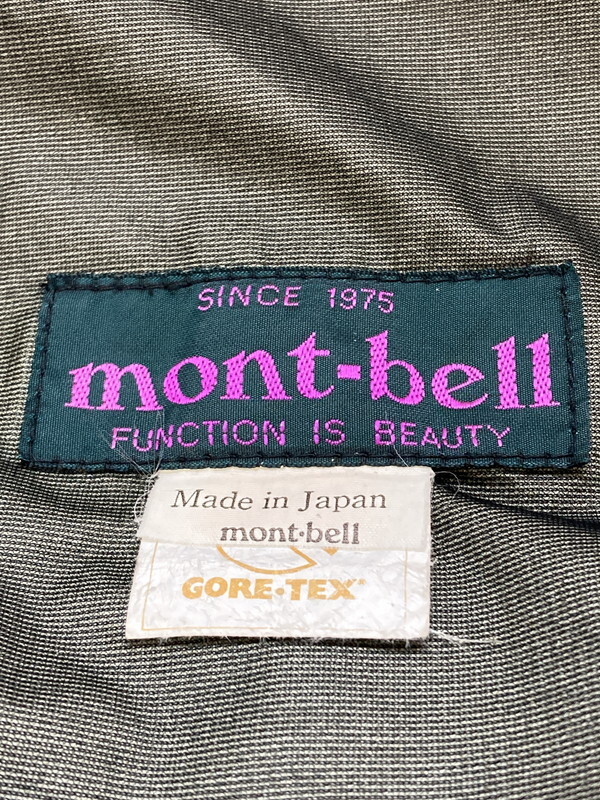 SINCE 1975
mont-bell
FUNCTION IS BEAUTY
Made in Japan
mont·bell
GORE-TEX®